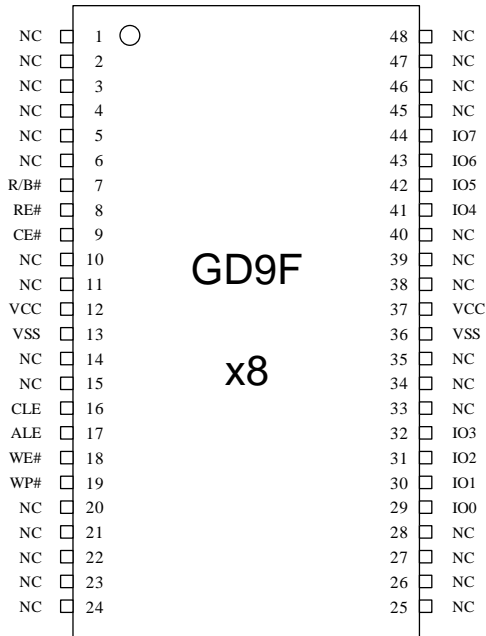 NC 1 48 NC
NC 2 47 NC
NC 3 46 NC
NC 4 45 NC
NC 5 44 IO7
NC 6 43 IO6
R/B# 7 42 IO5
RE# 8 41 IO4
CE# 9 40 NC
NC 10 39 NC
NC 11 38 NC
VCC 12 37 VCC
VSS 13 36 VSS
NC 14 35 NC
NC 15 34 NC
CLE 16 33 NC
ALE 17 32 IO3
WE# 18 31 IO2
WP# 19 30 IO1
NC 20 29 IO0
NC 21 28 NC
NC 22 27 NC
NC 23 26 NC
NC 24 25 NC
GD9F
x8